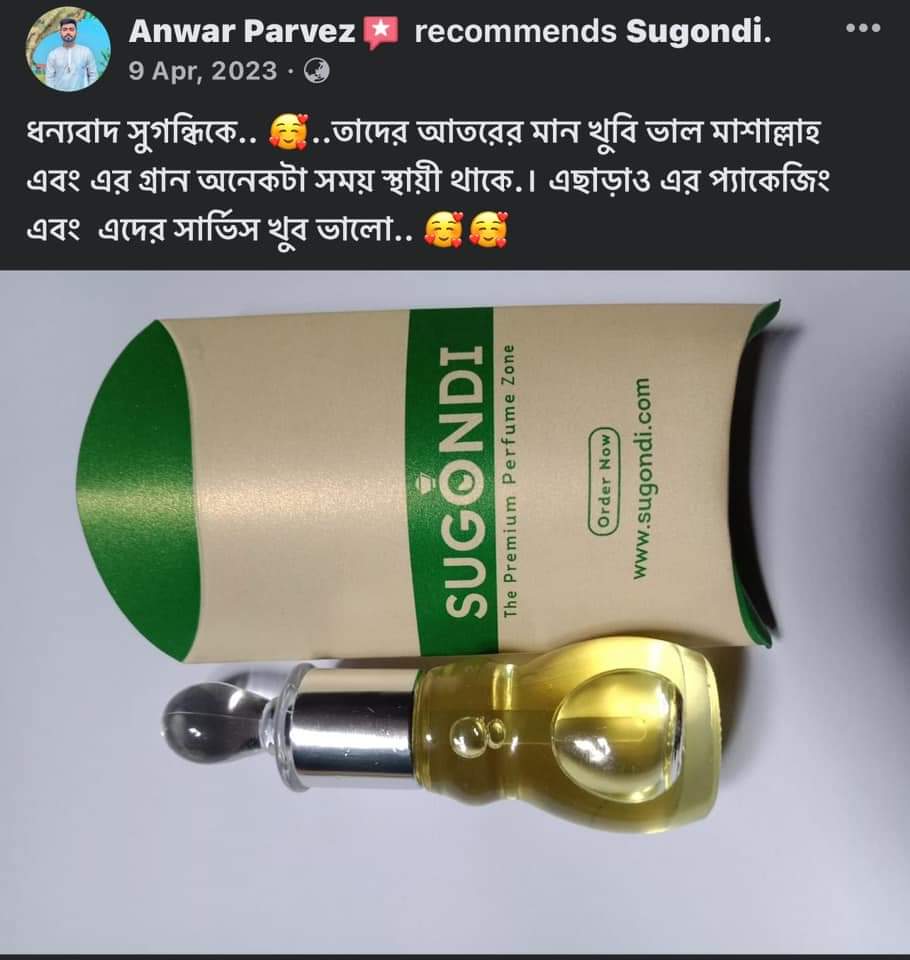 Anwar Parvez recommends Sugondi.
9 Apr, 2023 ·
ধন্যবাদ সুগন্ধিকে.. 🥰..তাদের আতরের মান খুবি ভাল মাশাল্লাহ
এবং এর গ্রান অনেকটা সময় স্থায়ী থাকে.। এছাড়াও এর প্যাকেজিং
এবং এদের সার্ভিস খুব ভালো.. 🥰🥰
SUGONDI
The Premium Perfume Zone
Order Now
www.sugondi.com